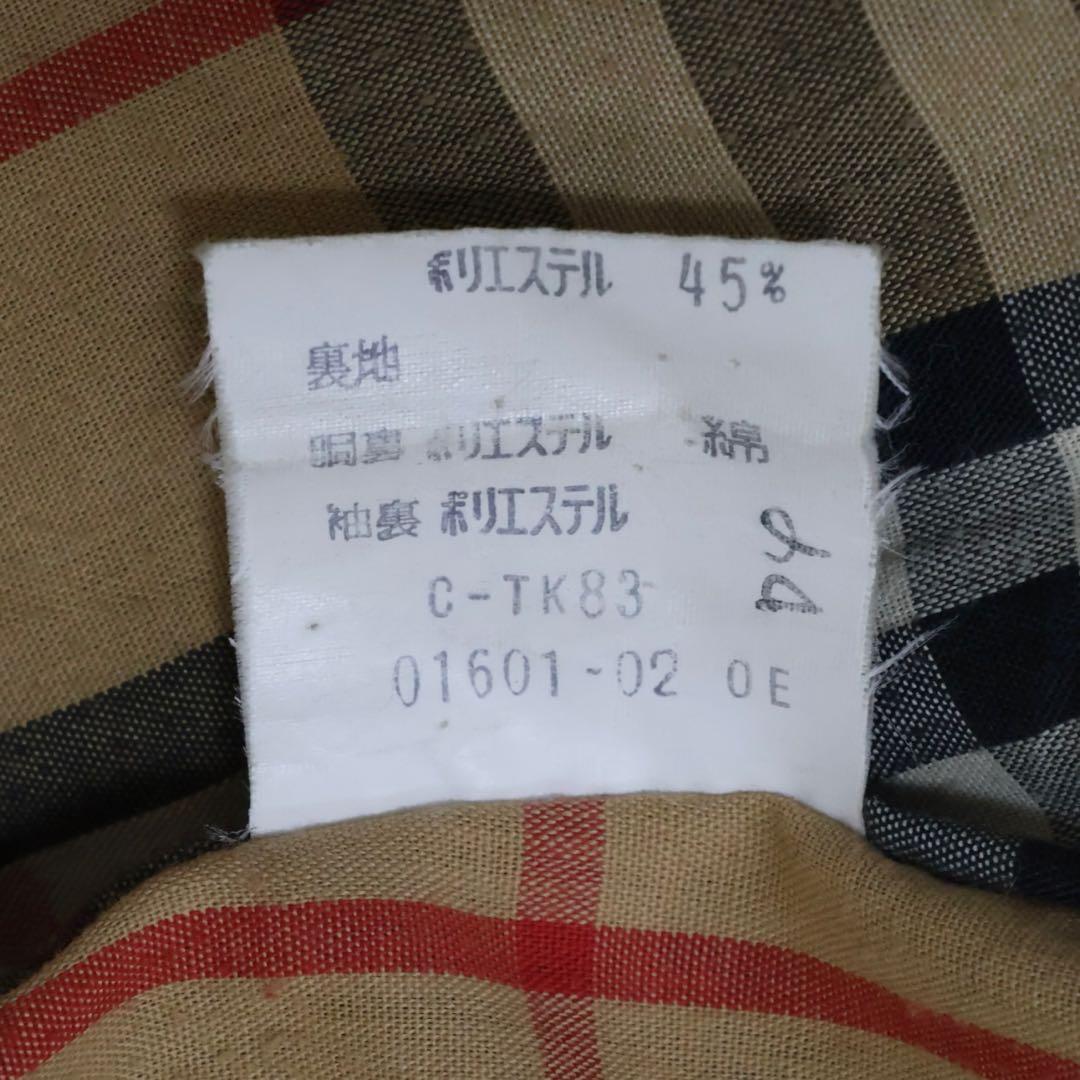 ポリエステル 45%
裏地
胴裏 ポリエステル 綿
袖裏 ポリエステル
C-TK83
01601-02 0E